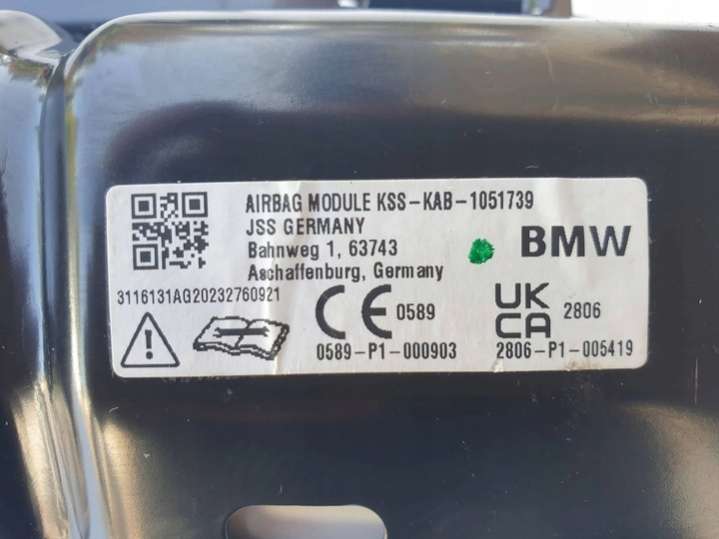 AIRBAG MODULE KSS-KAB-1051739
JSS GERMANY
Bahnweg 1, 63743
Aschaffenburg, Germany
BMW
3116131AG20232760921
CE 0589
0589-P1-000903
UK
CA 2806
2806-P1-005419